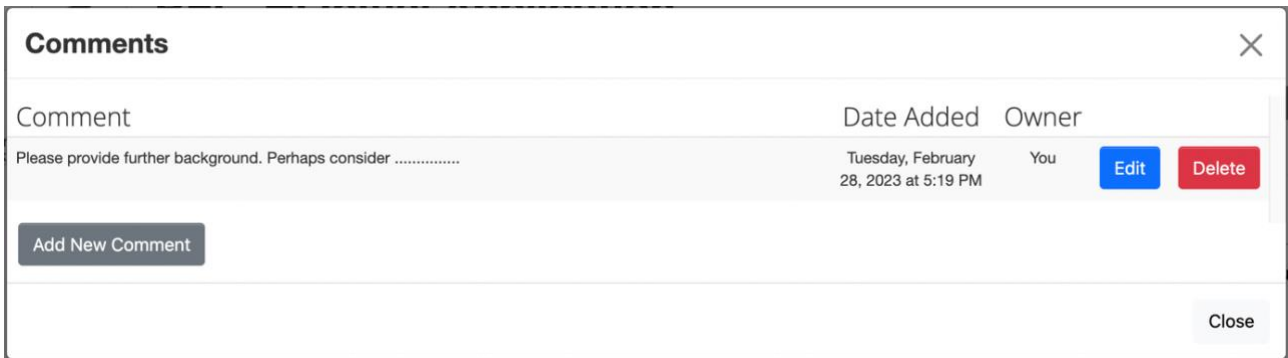 Comments
Comment Date Added Owner
Please provide further background. Perhaps consider ............... Tuesday, February You Edit Delete
28, 2023 at 5:19 PM
Add New Comment
Close